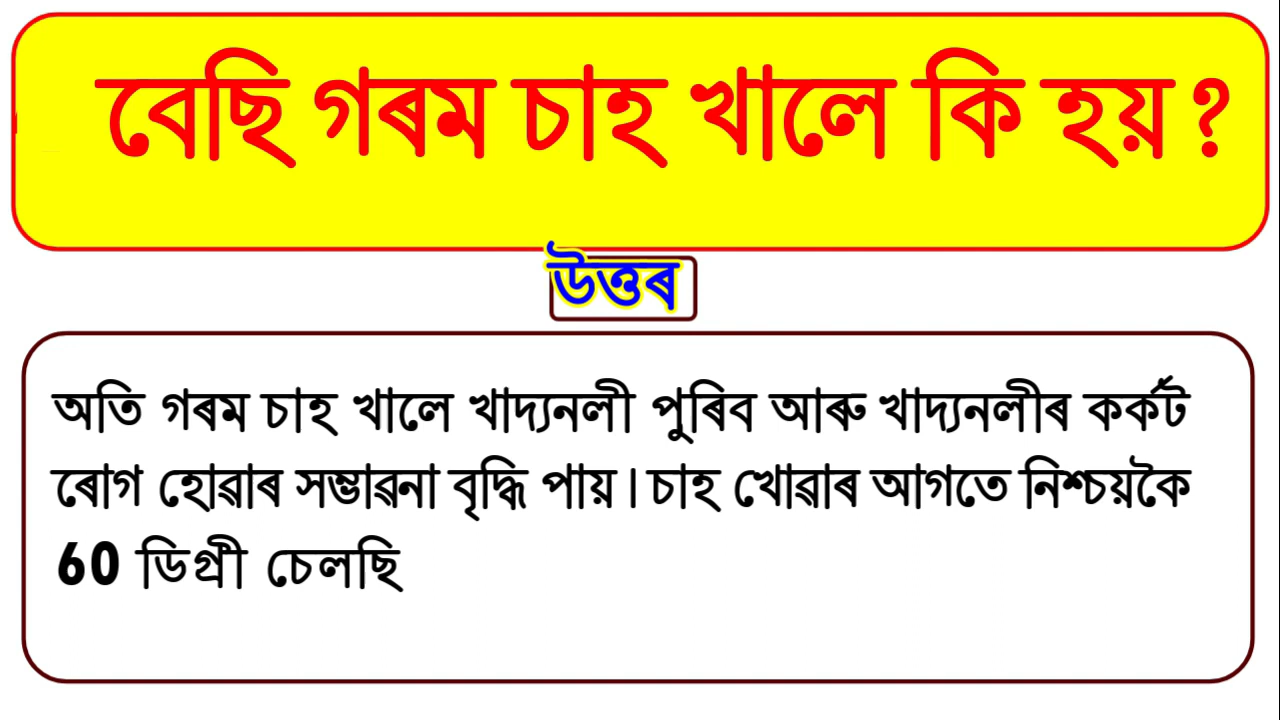 বেছি গৰম চাহ খালে কি হয় ?
উত্তৰ
অতি গৰম চাহ খালে খাদ্যনলী পুৰিব আৰু খাদ্যনলীৰ কৰ্কট
ৰোগ হোৱাৰ সম্ভাৱনা বৃদ্ধি পায় । চাহ খোৱাৰ আগতে নিশ্চয়কৈ
60 ডিগ্ৰী চেলছি